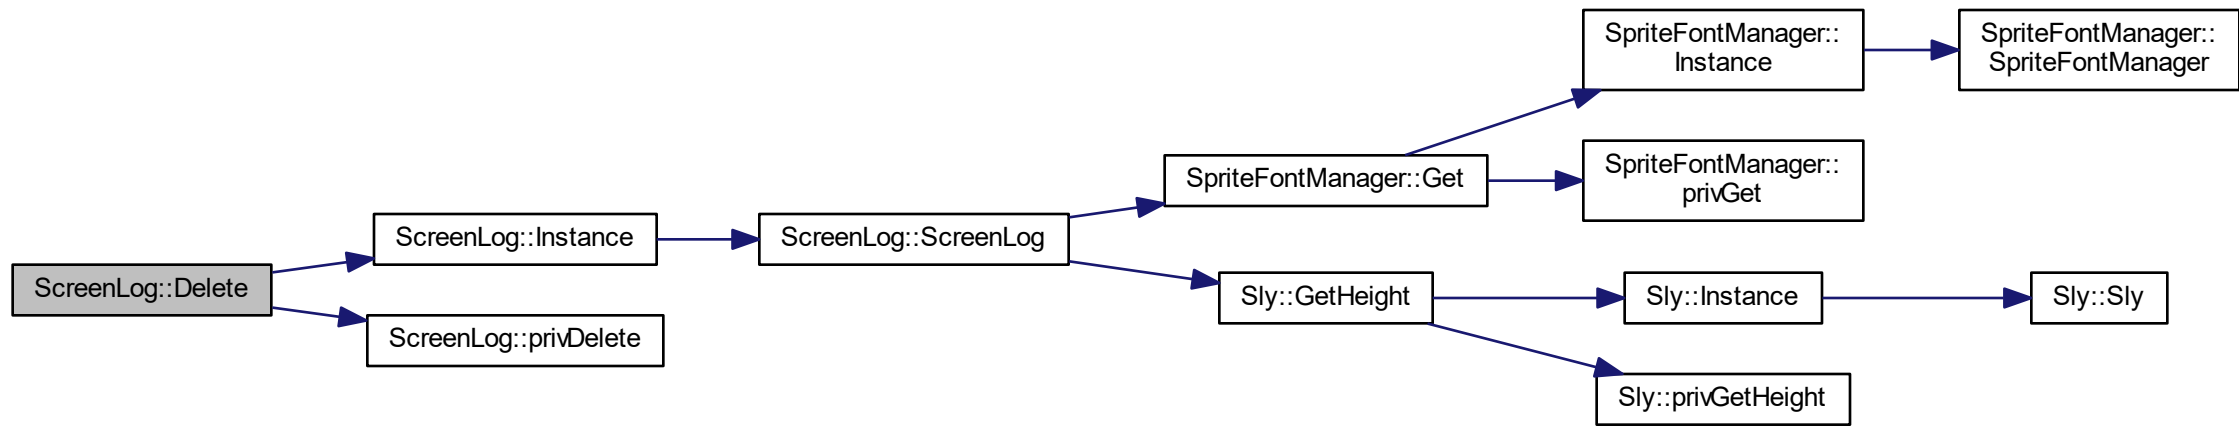 SpriteFontManager::
Instance
SpriteFontManager::
SpriteFontManager
SpriteFontManager::Get
SpriteFontManager::
privGet
ScreenLog::Instance
ScreenLog::ScreenLog
ScreenLog::Delete
Sly::GetHeight
Sly::Instance
Sly::Sly
ScreenLog::privDelete
Sly::privGetHeight